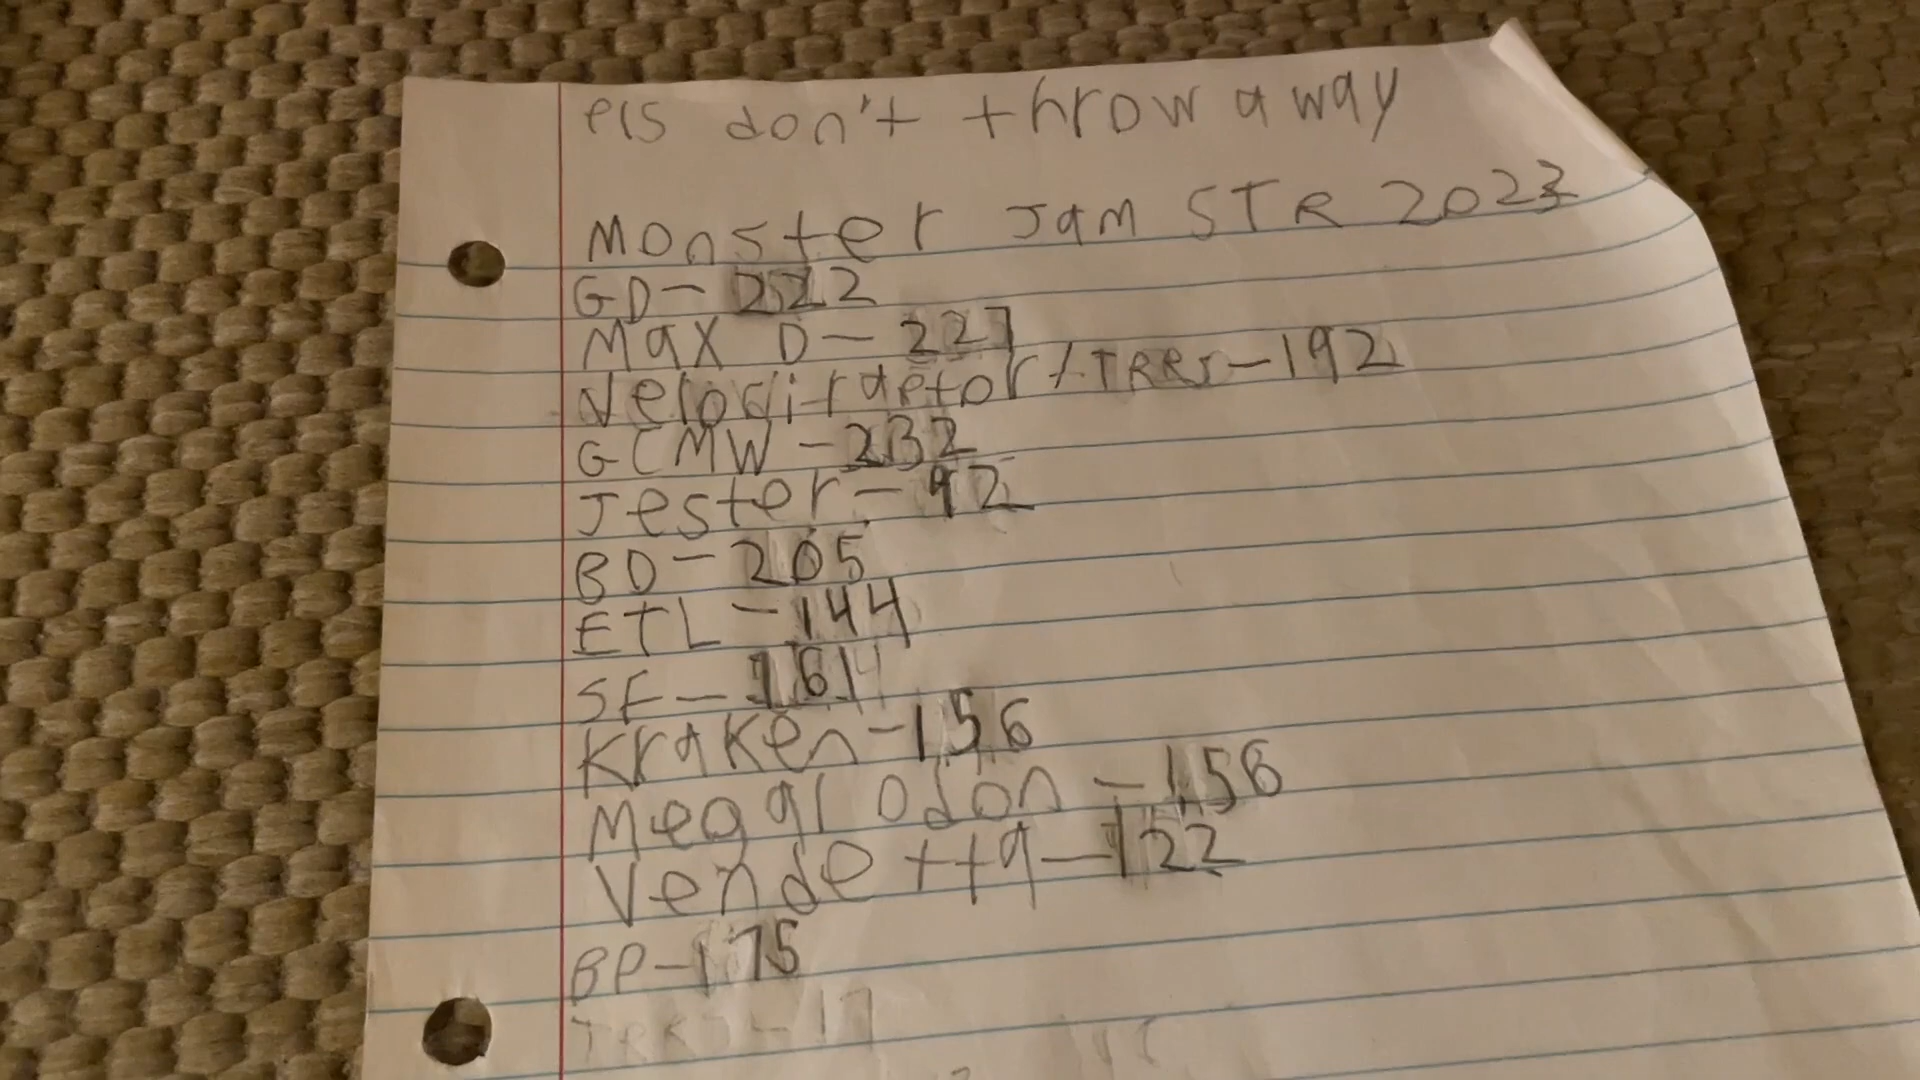 pls don't throw away
Monster Jam STR 2023
GD- 222
Max D- 227
Velociraptor/TRRS-192
GCMW -232
Jester- 92
BD- 205
ETL - 144
SF- 161
Kraken-156
Megalodon -156
Vendetta-122
BP-175